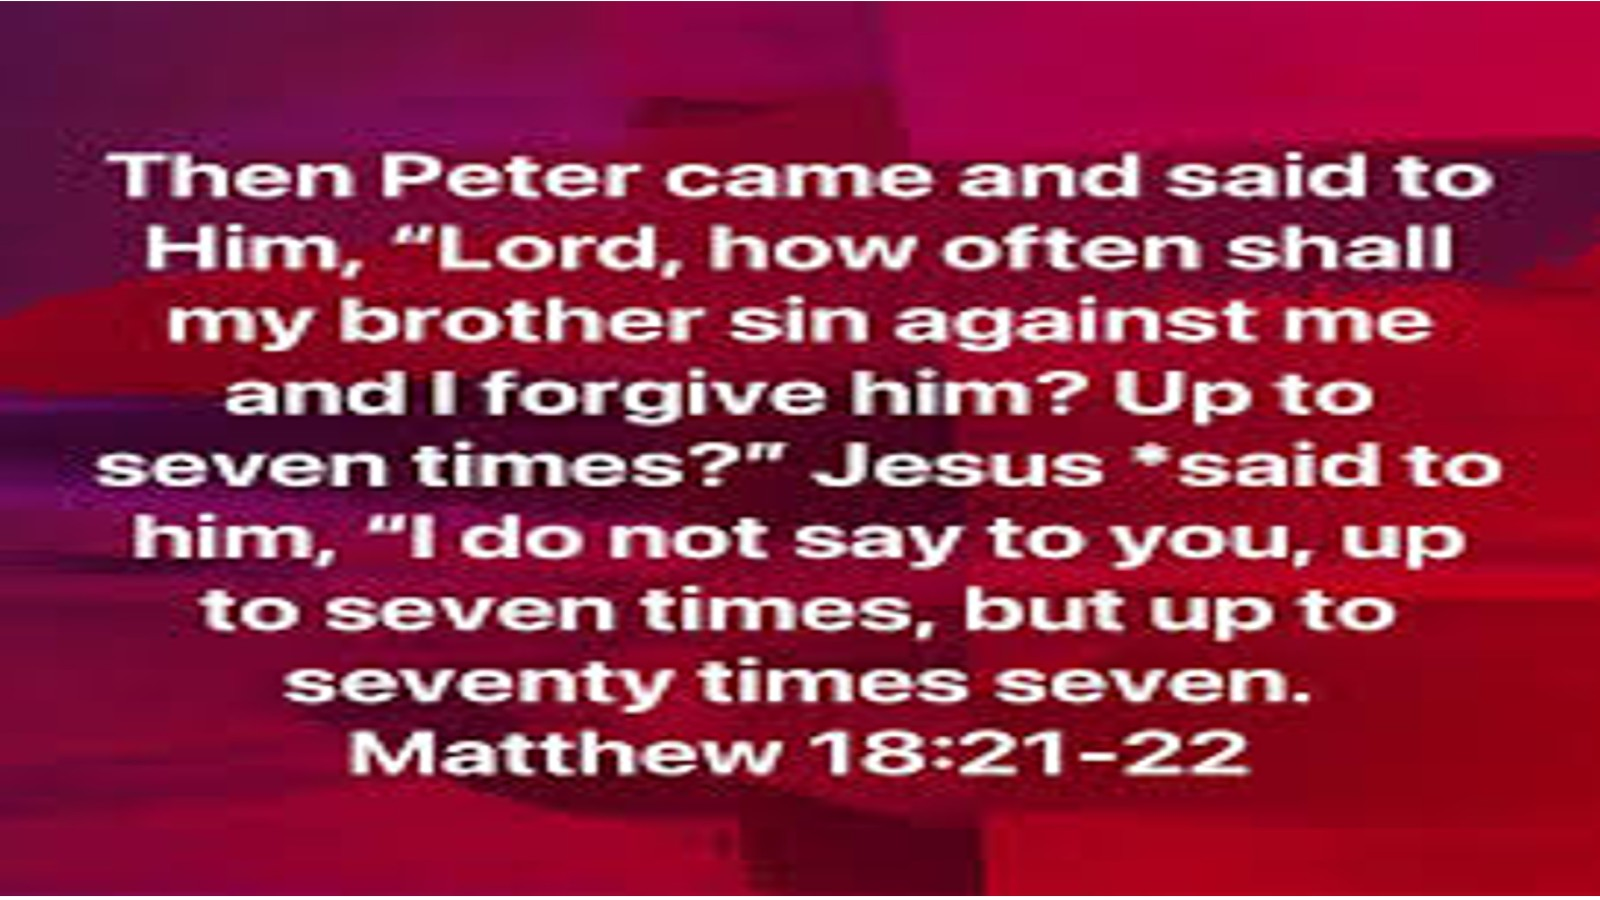 Then Peter came and said to
Him, “Lord, how often shall
my brother sin against me
and I forgive him? Up to
seven times?” Jesus *said to
him, “I do not say to you, up
to seven times, but up to
seventy times seven.
Matthew 18:21-22